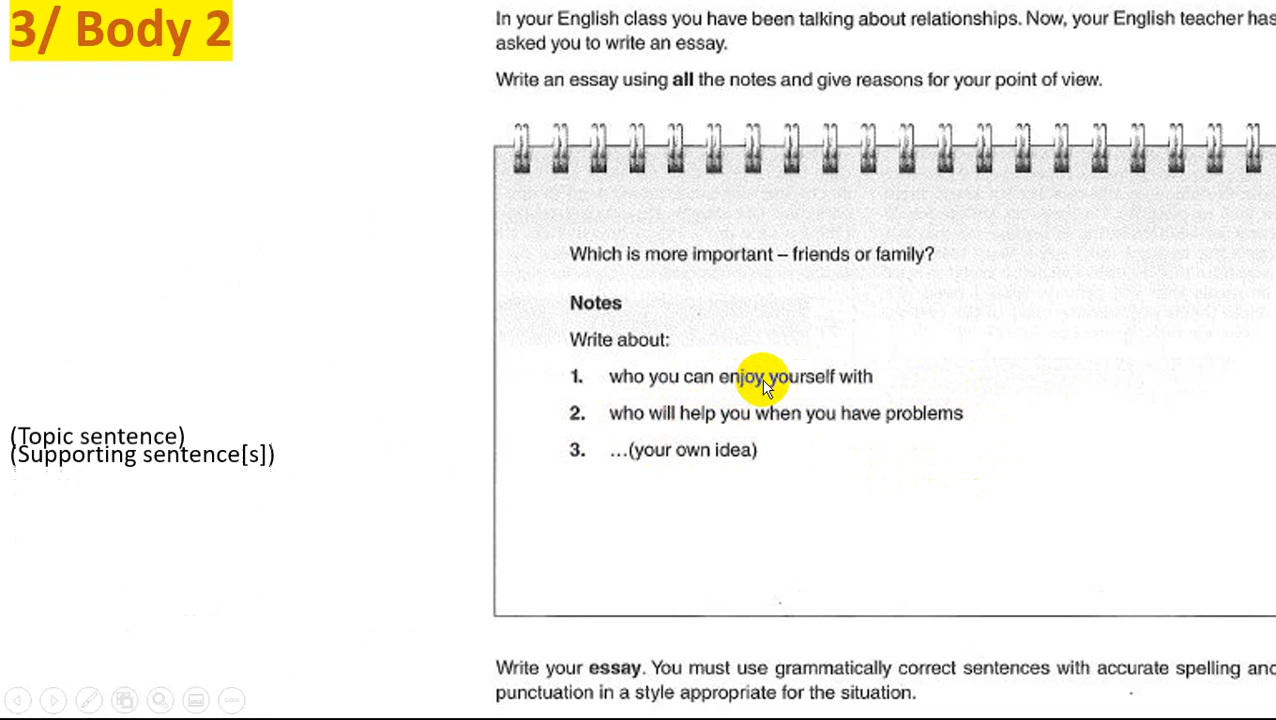 3/ Body 2
(Topic sentence)
(Supporting sentence[s])
In your English class you have been talking about relationships. Now, your English teacher has
asked you to write an essay.
Write an essay using all the notes and give reasons for your point of view.
Which is more important – friends or family?
Notes
Write about:
1. who you can enjoy yourself with
2. who will help you when you have problems
3. ...(your own idea)
Write your essay. You must use grammatically correct sentences with accurate spelling and
punctuation in a style appropriate for the situation.